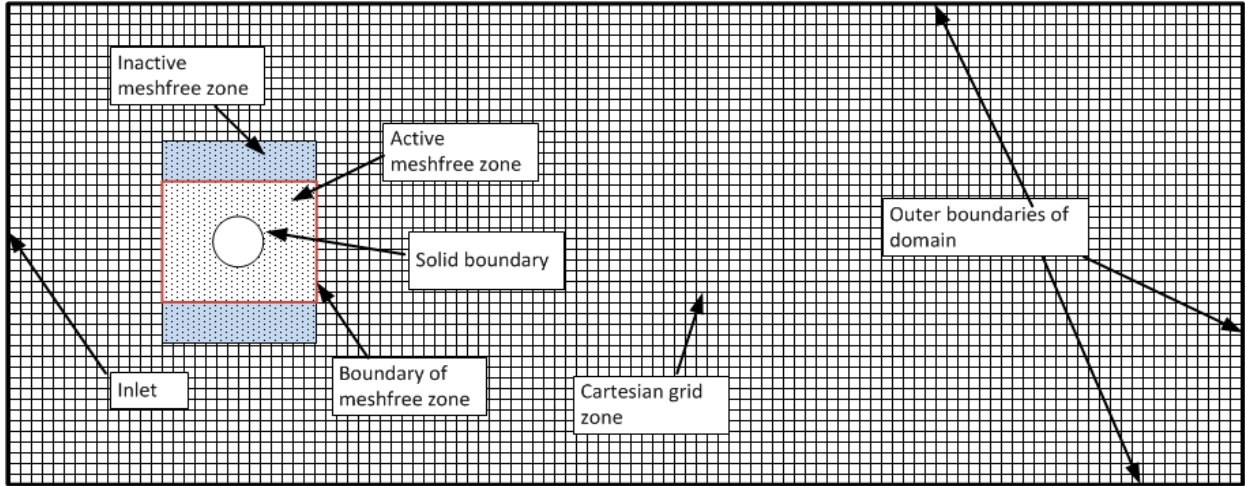 Inactive
meshfree zone
Active
meshfree zone
Outer boundaries of
domain
Solid boundary
Inlet
Boundary of
meshfree zone
Cartesian grid
zone